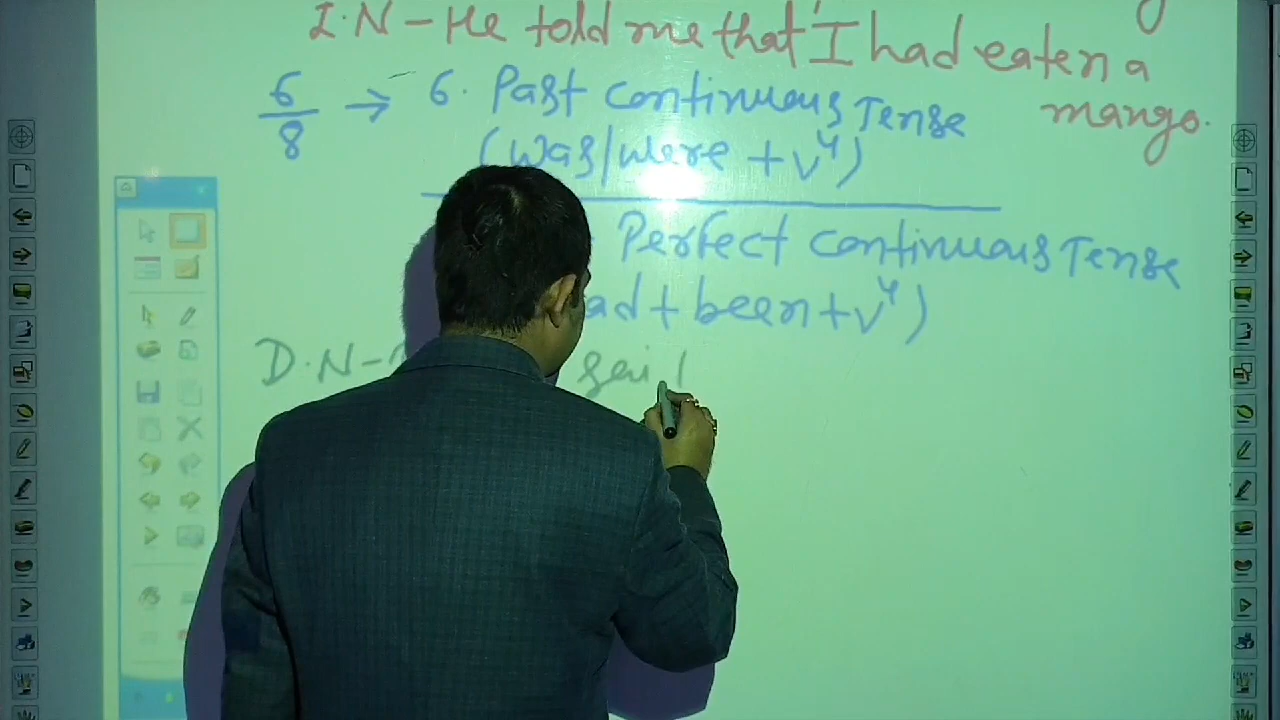 I.N - He told me that I had eaten a
mango.
6/8 → 6. Past Continuous Tense
(was/were + v⁴)
Perfect Continuous Tense
ad + been + v⁴)
D.N - sai